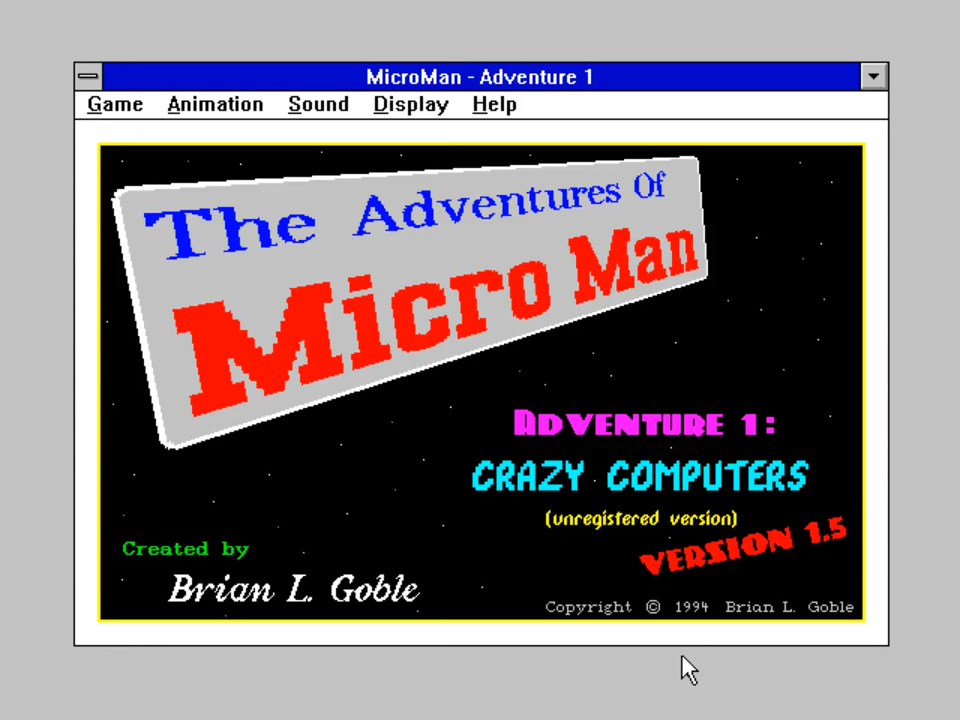 MicroMan - Adventure 1
Game Animation Sound Display Help
The Adventures Of
Micro Man
ADVENTURE 1:
CRAZY COMPUTERS
(unregistered version)
VERSION 1.5
Created by
Brian L. Goble
Copyright © 1994 Brian L. Goble